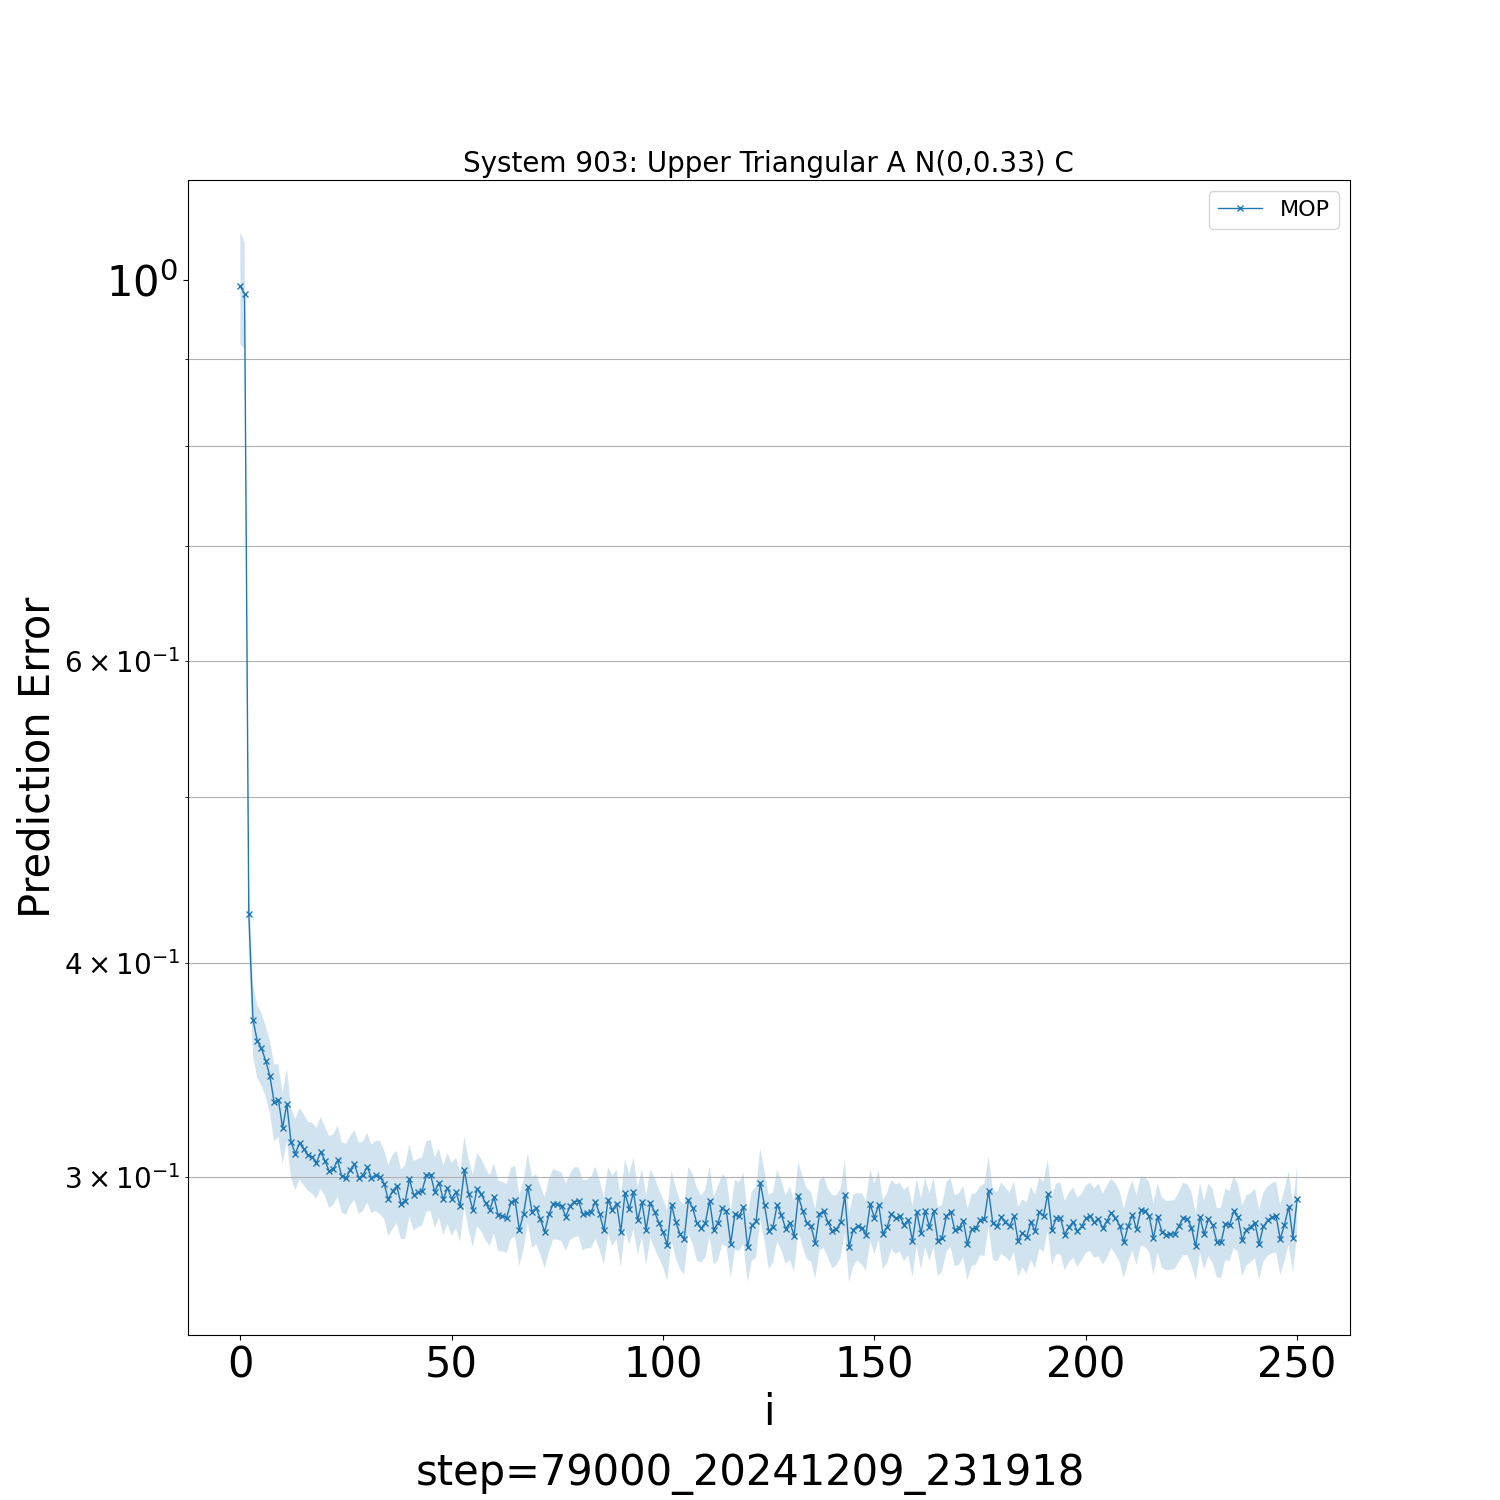 System 903: Upper Triangular A N(0,0.33) C
MOP
10⁰
6 × 10⁻¹
4 × 10⁻¹
3 × 10⁻¹
Prediction Error
0 50 100 150 200 250
i
step=79000_20241209_231918